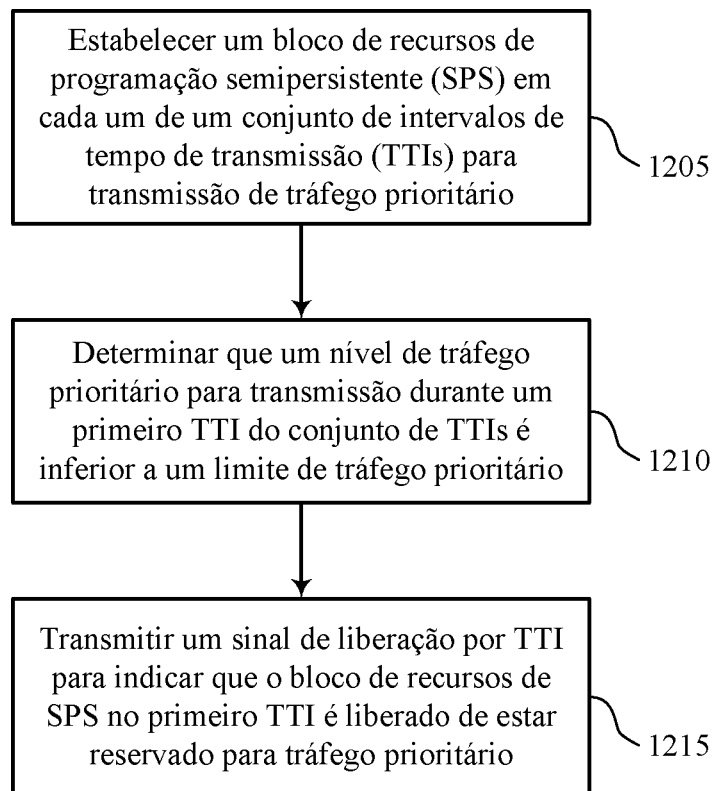 Estabelecer um bloco de recursos de
programação semipersistente (SPS) em
cada um de um conjunto de intervalos de
tempo de transmissão (TTIs) para
transmissão de tráfego prioritário
1205
Determinar que um nível de tráfego
prioritário para transmissão durante um
primeiro TTI do conjunto de TTIs é
inferior a um limite de tráfego prioritário
1210
Transmitir um sinal de liberação por TTI
para indicar que o bloco de recursos de
SPS no primeiro TTI é liberado de estar
reservado para tráfego prioritário
1215